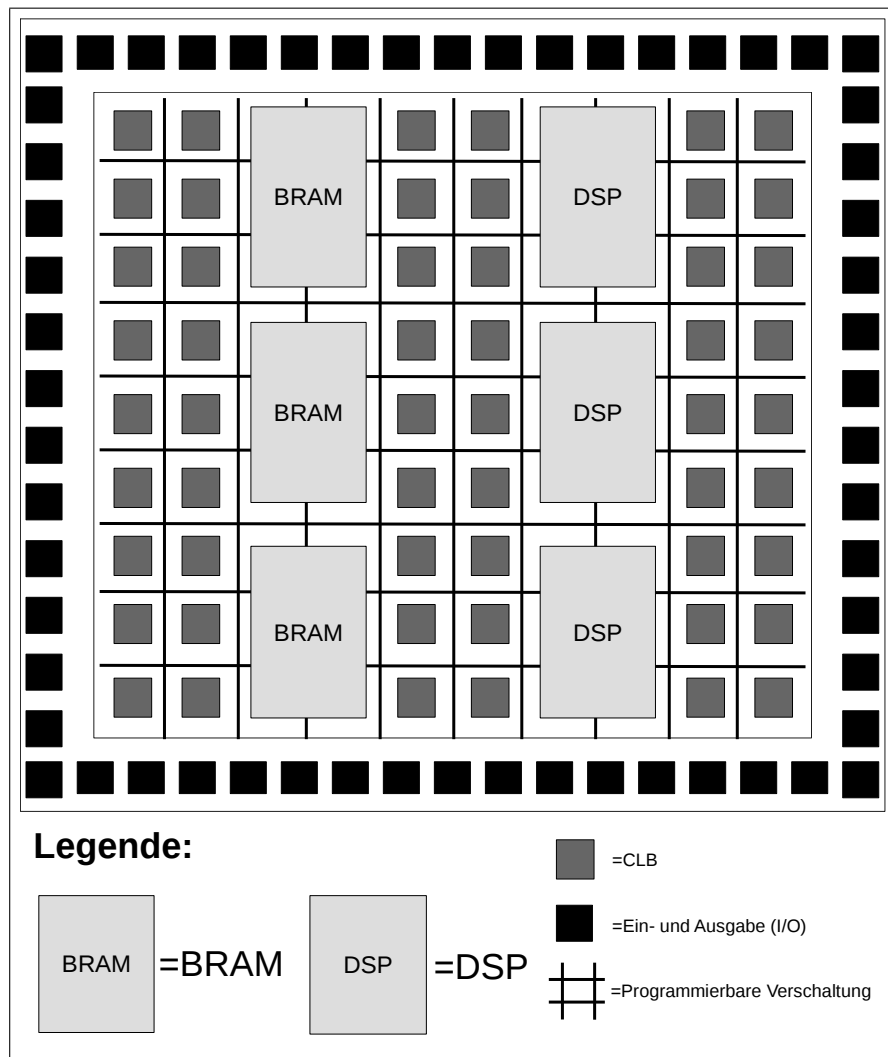 BRAM
DSP
BRAM
DSP
BRAM
DSP
Legende:
=CLB
=Ein- und Ausgabe (I/O)
BRAM
=BRAM
DSP
=DSP
=Programmierbare Verschaltung